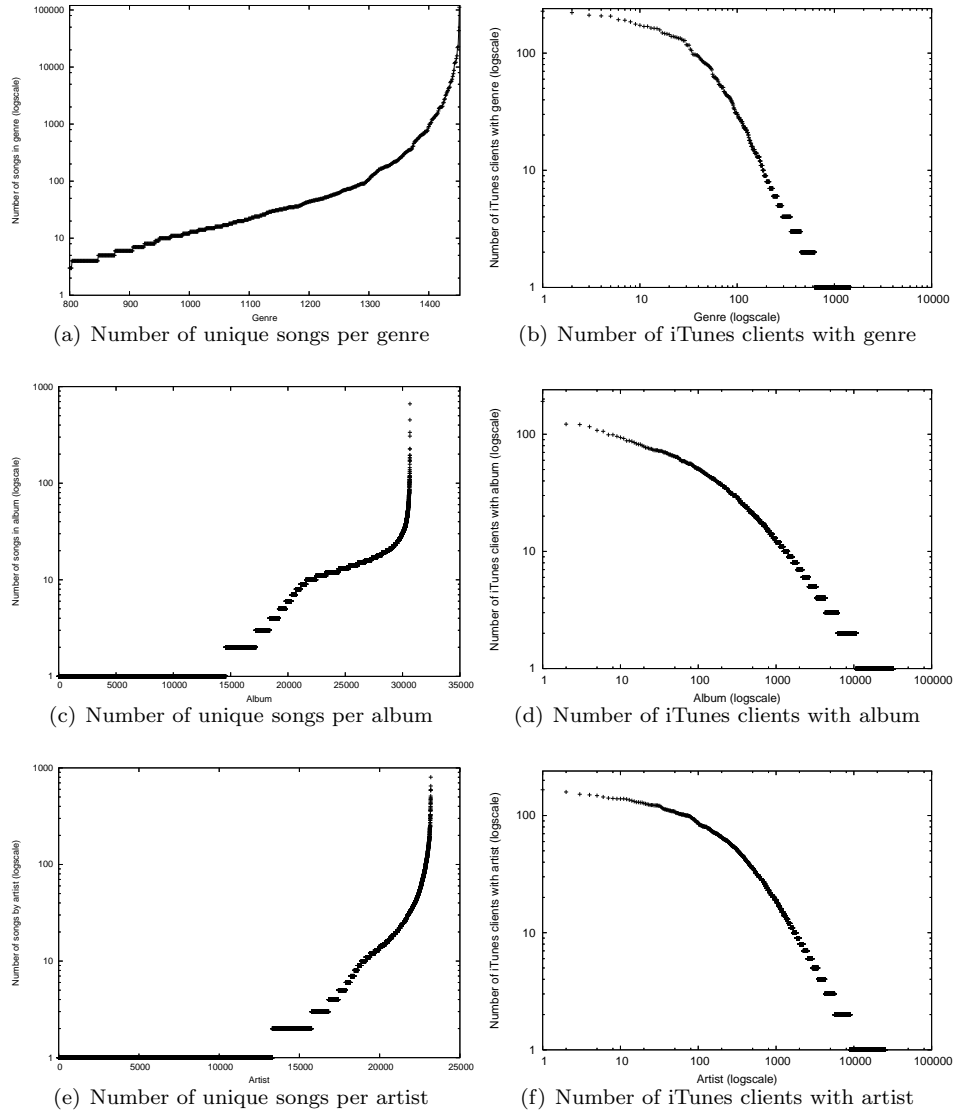 Number of songs in genre (logscale)
100000
10000
1000
100
10
1
800 900 1000 1100 1200 1300 1400
Genre
(a) Number of unique songs per genre
Number of iTunes clients with genre (logscale)
100
10
1
1 10 100 1000 10000
Genre (logscale)
(b) Number of iTunes clients with genre
Number of songs in album (logscale)
1000
100
10
1
0 5000 10000 15000 20000 25000 30000 35000
Album
(c) Number of unique songs per album
Number of iTunes clients with album (logscale)
100
10
1
1 10 100 1000 10000 100000
Album (logscale)
(d) Number of iTunes clients with album
Number of songs by artist (logscale)
1000
100
10
1
0 5000 10000 15000 20000 25000
Artist
(e) Number of unique songs per artist
Number of iTunes clients with artist (logscale)
100
10
1
1 10 100 1000 10000 100000
Artist (logscale)
(f) Number of iTunes clients with artist